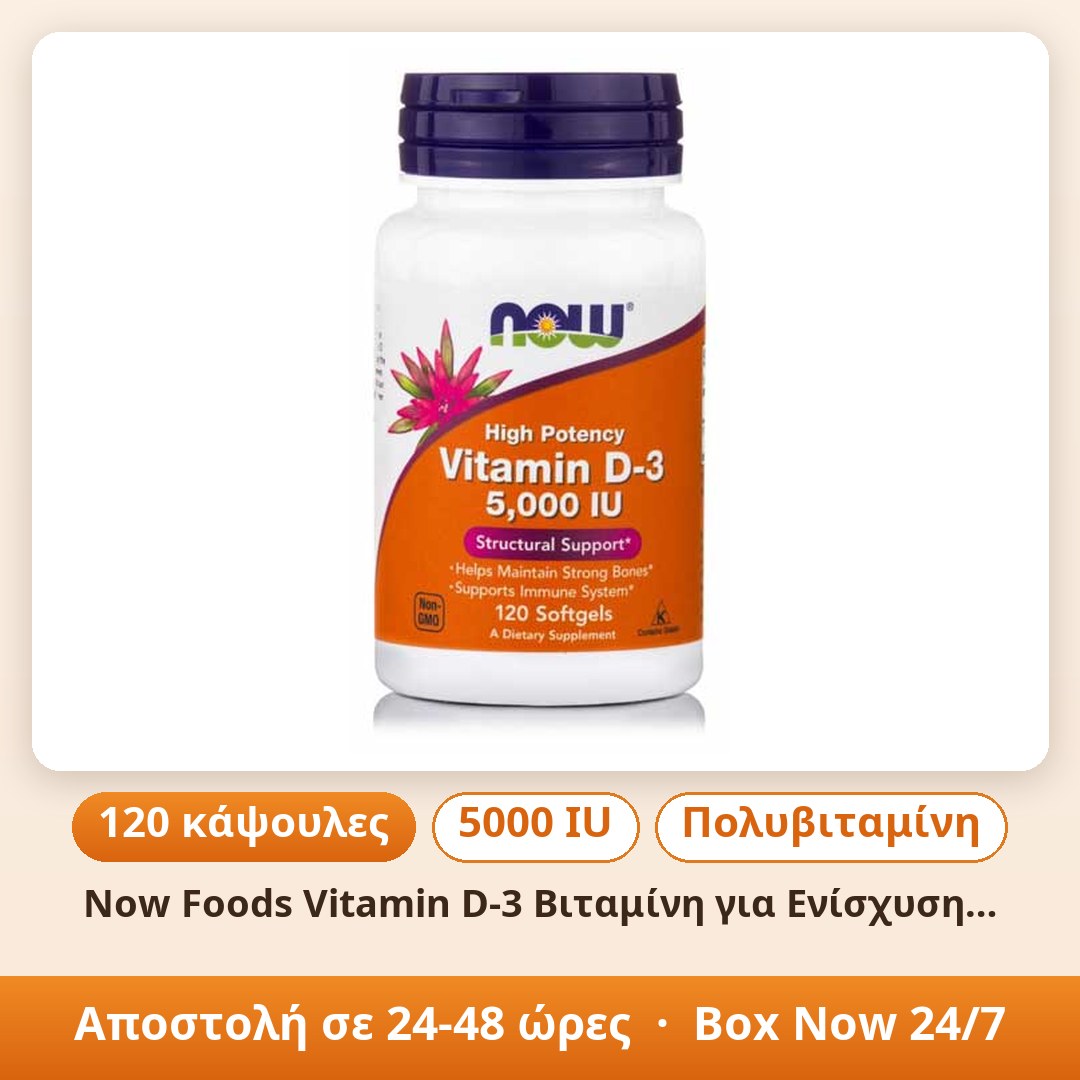 now®
High Potency
Vitamin D-3
5,000 IU
Structural Support*
•Helps Maintain Strong Bones*
•Supports Immune System*
Non-
GMO
120 Softgels
A Dietary Supplement
K
120 κάψουλες
5000 IU
Πολυβιταμίνη
Now Foods Vitamin D-3 Βιταμίνη για Ενίσχυση...
Αποστολή σε 24-48 ώρες · Box Now 24/7